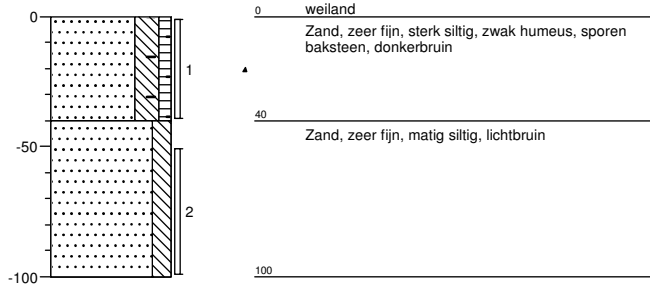 0
1
-50
2
-100
0
weiland
Zand, zeer fijn, sterk siltig, zwak humeus, sporen
baksteen, donkerbruin
40
Zand, zeer fijn, matig siltig, lichtbruin
100